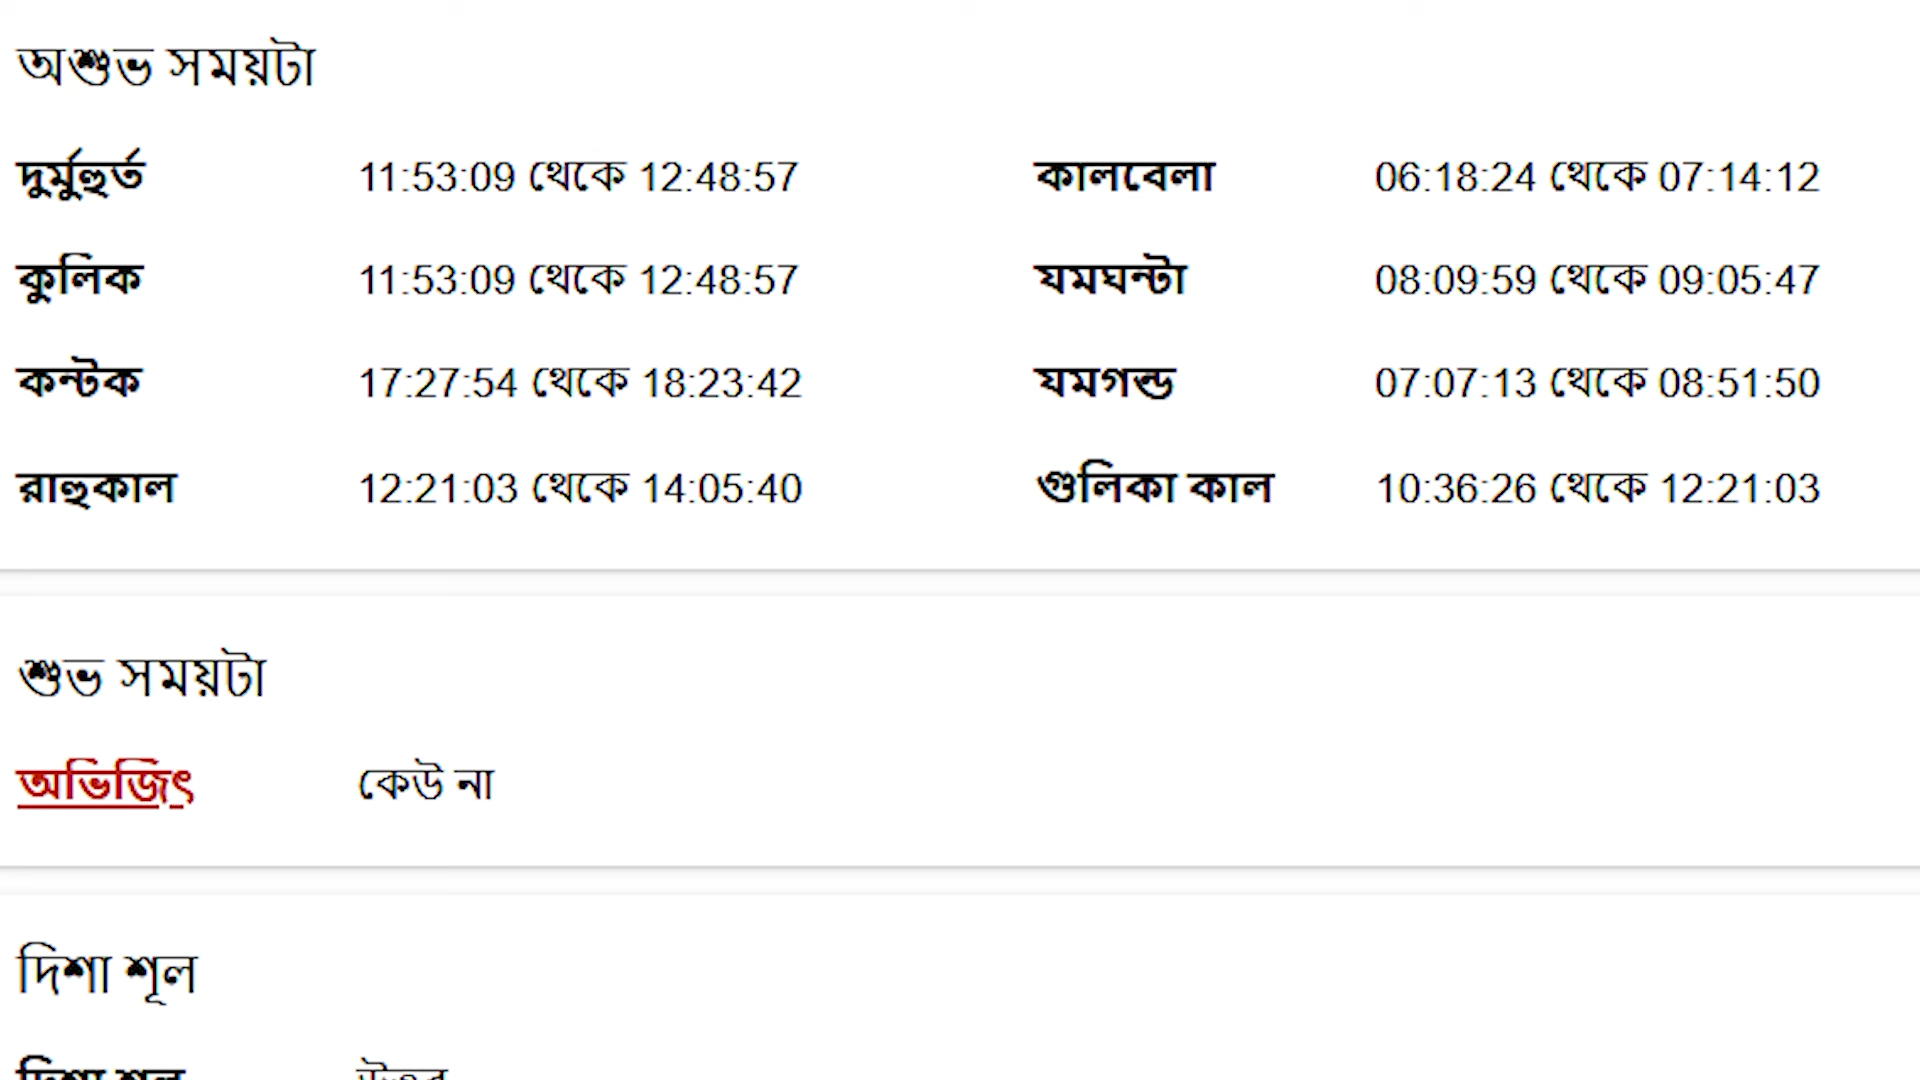 অশুভ সময়টা
দুর্মুহুর্ত 11:53:09 থেকে 12:48:57 কালবেলা 06:18:24 থেকে 07:14:12
কুলিক 11:53:09 থেকে 12:48:57 যমঘন্টা 08:09:59 থেকে 09:05:47
কন্টক 17:27:54 থেকে 18:23:42 যমগন্ড 07:07:13 থেকে 08:51:50
রাহুকাল 12:21:03 থেকে 14:05:40 গুলিকা কাল 10:36:26 থেকে 12:21:03
শুভ সময়টা
অভিজিৎ কেউ না
দিশা শূল
দিশা শূল উত্তর